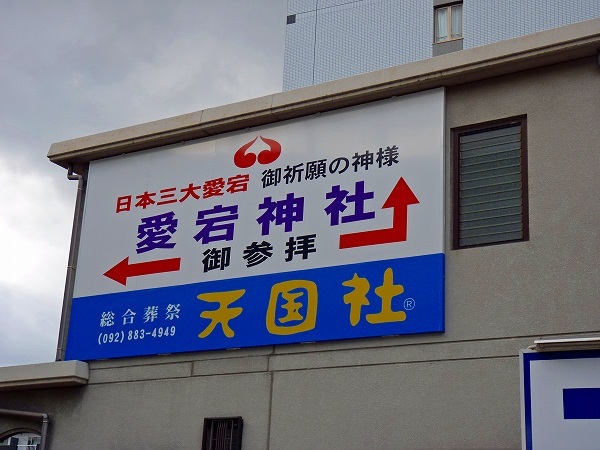 日本三大愛宕 御祈願の神様
愛宕神社
御参拝
総合葬祭 天国社®
(092) 883-4949